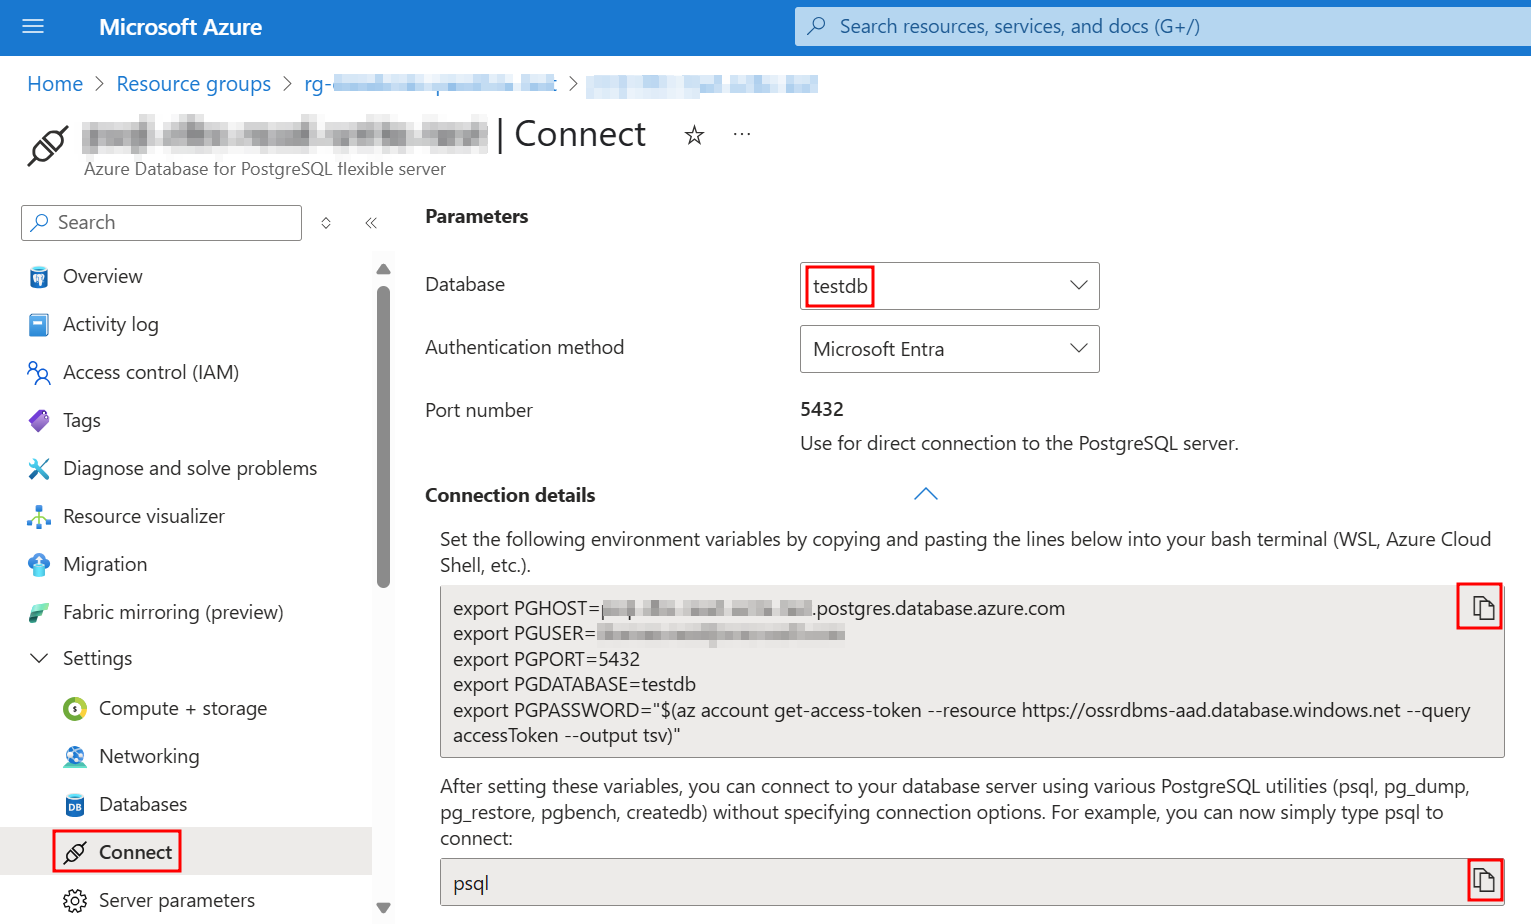 Microsoft Azure
Search resources, services, and docs (G+/)
Home > Resource groups > rg- >
| Connect
Azure Database for PostgreSQL flexible server
Search
Overview
Activity log
Access control (IAM)
Tags
Diagnose and solve problems
Resource visualizer
Migration
Fabric mirroring (preview)
Settings
Compute + storage
Networking
Databases
Connect
Server parameters
Parameters
Database
testdb
Authentication method
Microsoft Entra
Port number
5432
Use for direct connection to the PostgreSQL server.
Connection details
Set the following environment variables by copying and pasting the lines below into your bash terminal (WSL, Azure Cloud
Shell, etc.).
export PGHOST= .postgres.database.azure.com
export PGUSER=
export PGPORT=5432
export PGDATABASE=testdb
export PGPASSWORD="$(az account get-access-token --resource https://ossrdbms-aad.database.windows.net --query
accessToken --output tsv)"
After setting these variables, you can connect to your database server using various PostgreSQL utilities (psql, pg_dump,
pg_restore, pgbench, createdb) without specifying connection options. For example, you can now simply type psql to
connect:
psql